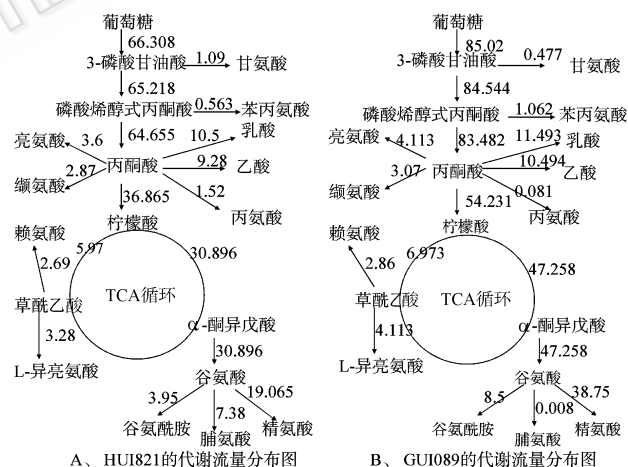 葡萄糖
66.308
3-磷酸甘油酸 1.09 甘氨酸
65.218
磷酸烯醇式丙酮酸 0.563 苯丙氨酸
64.655
亮氨酸 3.6 10.5 乳酸
2.87 丙酮酸 9.28 乙酸
缬氨酸 36.865 1.52 丙氨酸
柠檬酸
赖氨酸 5.97 30.896
2.69
草酰乙酸 TCA循环
3.28 α-酮异戊酸
L-异亮氨酸 30.896
谷氨酸
3.95 7.38 19.065
谷氨酰胺 脯氨酸 精氨酸
A、 HUI821的代谢流量分布图
葡萄糖
85.02
3-磷酸甘油酸 0.477 甘氨酸
84.544
磷酸烯醇式丙酮酸 1.062 苯丙氨酸
83.482
亮氨酸 4.113 11.493 乳酸
3.07 丙酮酸 10.494 乙酸
缬氨酸 54.231 0.081 丙氨酸
柠檬酸
赖氨酸 6.973 47.258
2.86
草酰乙酸 TCA循环
4.113 α-酮异戊酸
L-异亮氨酸 47.258
谷氨酸
8.5 0.008 38.75
谷氨酰胺 脯氨酸 精氨酸
B、 GUI089的代谢流量分布图